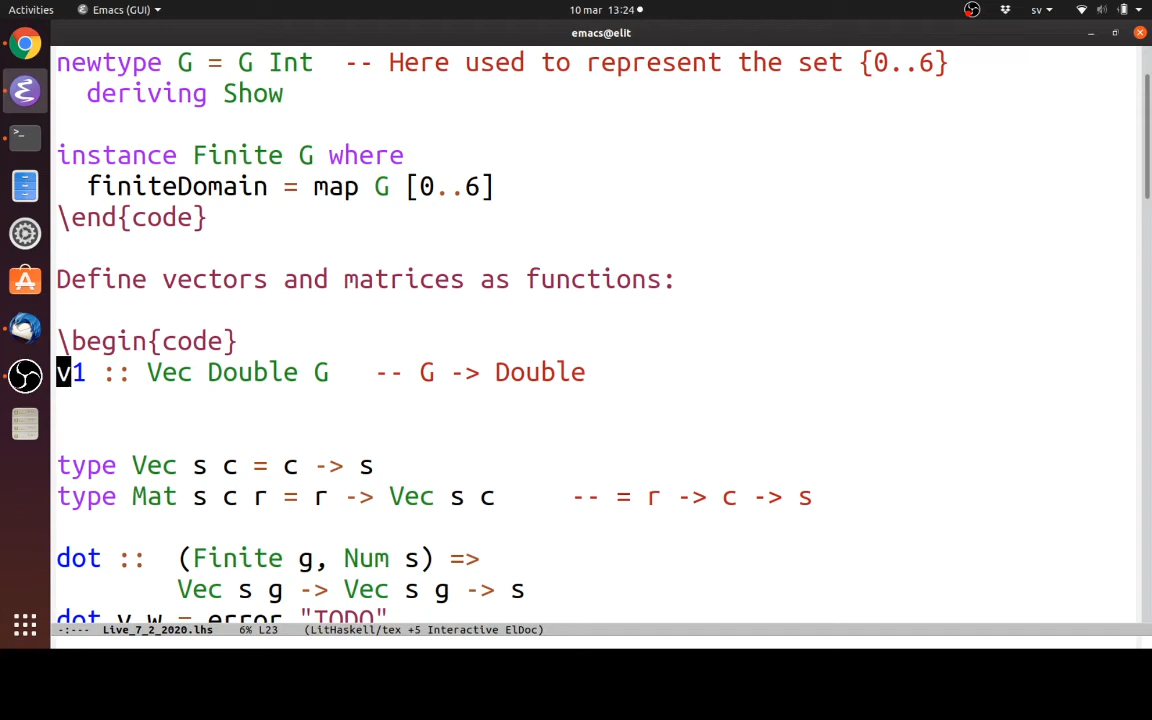 Activities
Emacs (GUI)
10 mar 13:24
sv
emacs@elit
newtype G = G Int  -- Here used to represent the set {0..6}
  deriving Show
instance Finite G where
  finiteDomain = map G [0..6]
\end{code}
Define vectors and matrices as functions:
\begin{code}
v1 :: Vec Double G   -- G -> Double
type Vec s c = c -> s
type Mat s c r = r -> Vec s c     -- = r -> c -> s
dot ::  (Finite g, Num s) =>
        Vec s g -> Vec s g -> s
dot v w = error "TODO"
-:---  Live_7_2_2020.lhs   6% L23   (LitHaskell/tex +5 Interactive ElDoc)